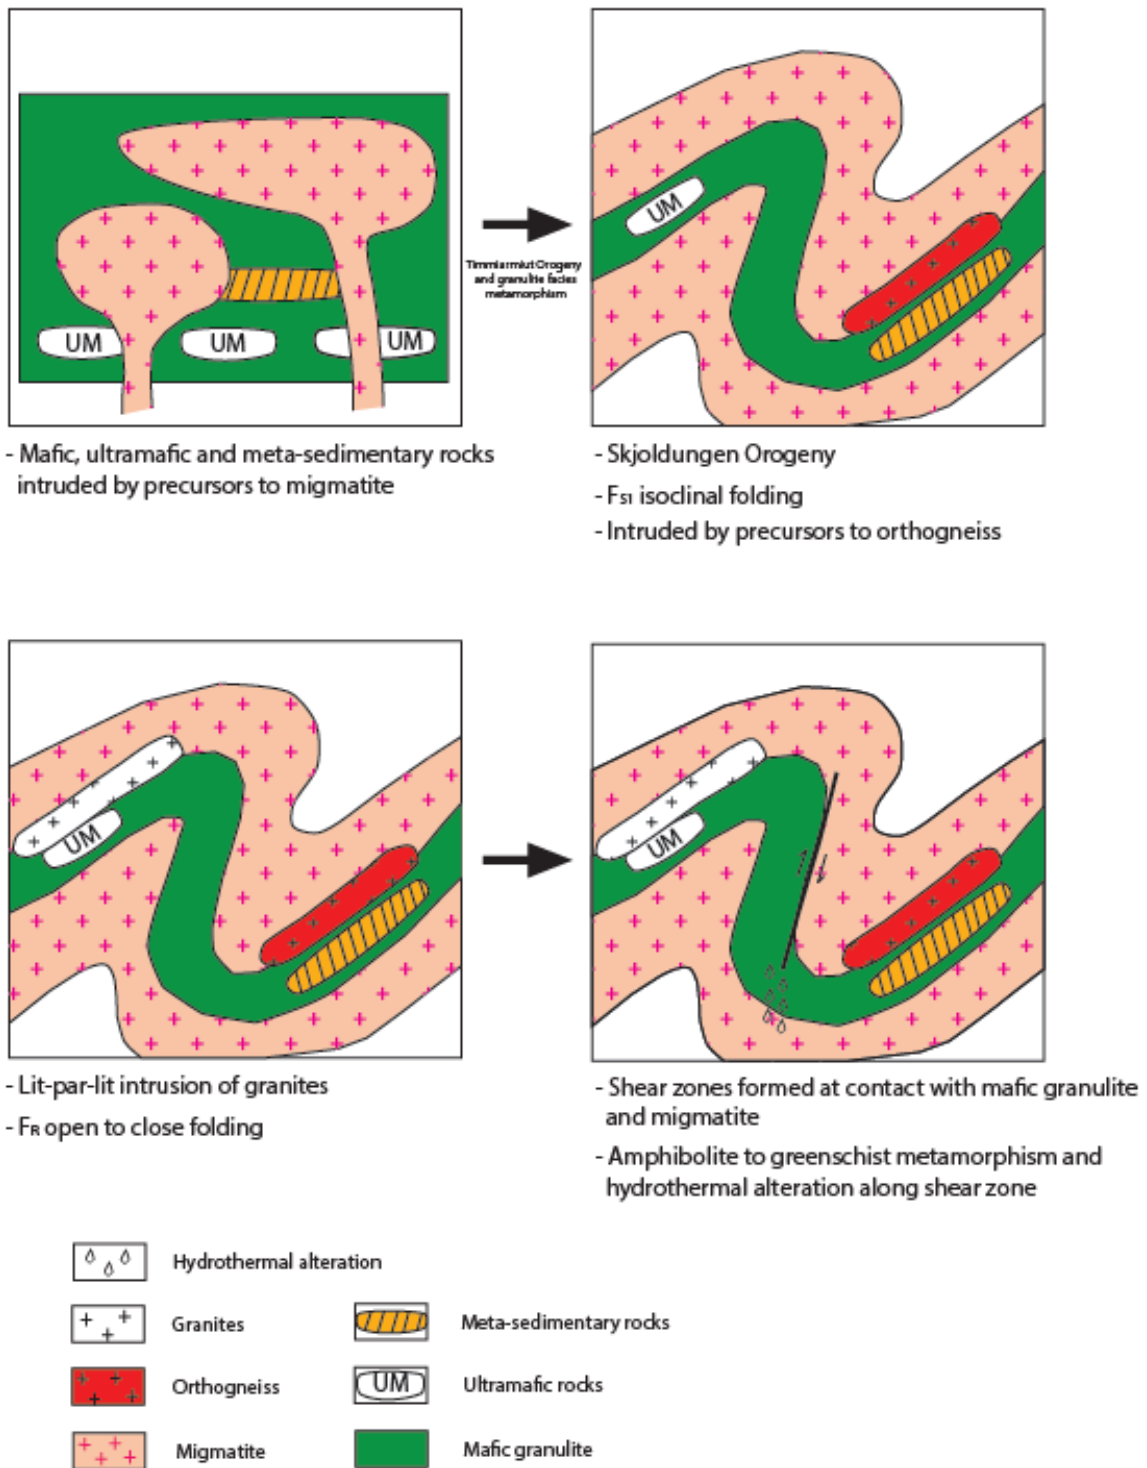 UM
UM
UM
Timmiarmiut Orogeny
and granulite facies
metamorphism
UM
- Mafic, ultramafic and meta-sedimentary rocks
intruded by precursors to migmatite
- Skjoldungen Orogeny
- FS1 isoclinal folding
- Intruded by precursors to orthogneiss
UM
UM
- Lit-par-lit intrusion of granites
- FR open to close folding
- Shear zones formed at contact with mafic granulite
and migmatite
- Amphibolite to greenschist metamorphism and
hydrothermal alteration along shear zone
Hydrothermal alteration
Granites
Meta-sedimentary rocks
Orthogneiss
UM
Ultramafic rocks
Migmatite
Mafic granulite